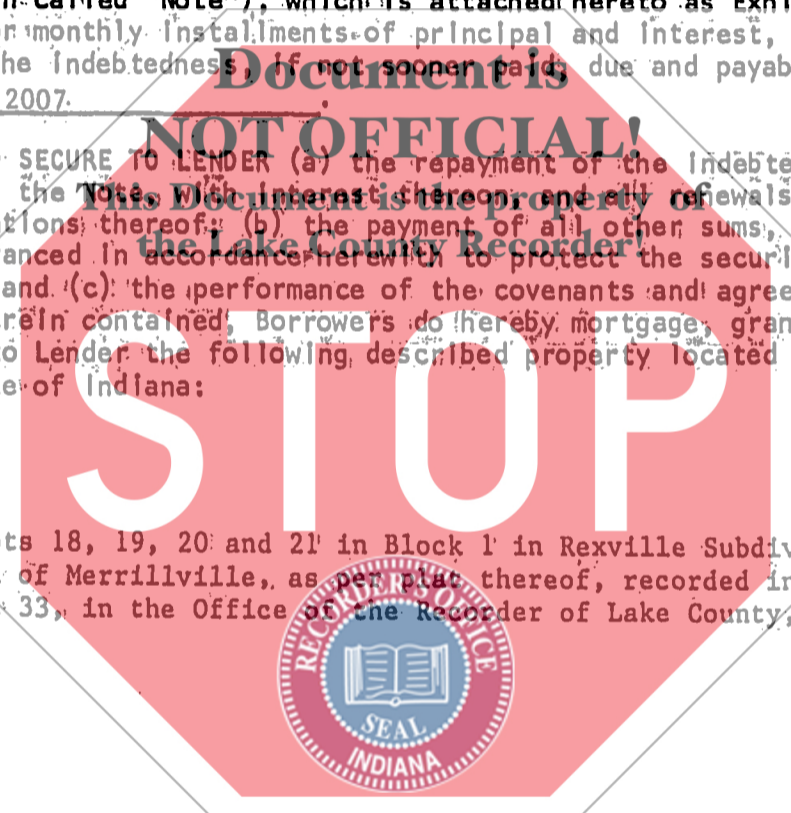 n called "Note"), which is attached hereto as Exhi
or monthly installments of principal and interest,
Document is
he indebtedness, if not sooner paid, due and payab
2007.
NOT OFFICIAL!
SECURE TO LENDER (a) the repayment of the indebte
This Document is the property of
the Note, with interest thereon, and all renewals
tions thereof; (b) the payment of all other sums,
the Lake County Recorder!
anced in accordance herewith to protect the securi
and (c) the performance of the covenants and agree
rein contained, Borrowers do hereby mortgage, gran
o Lender the following described property located
e of Indiana:
STOP
ts 18, 19, 20 and 21 in Block 1 in Rexville Subdiv
of Merrillville, as per plat thereof, recorded in
33, in the Office of the Recorder of Lake County,
RECORDER'S OFFICE
SEAL
INDIANA